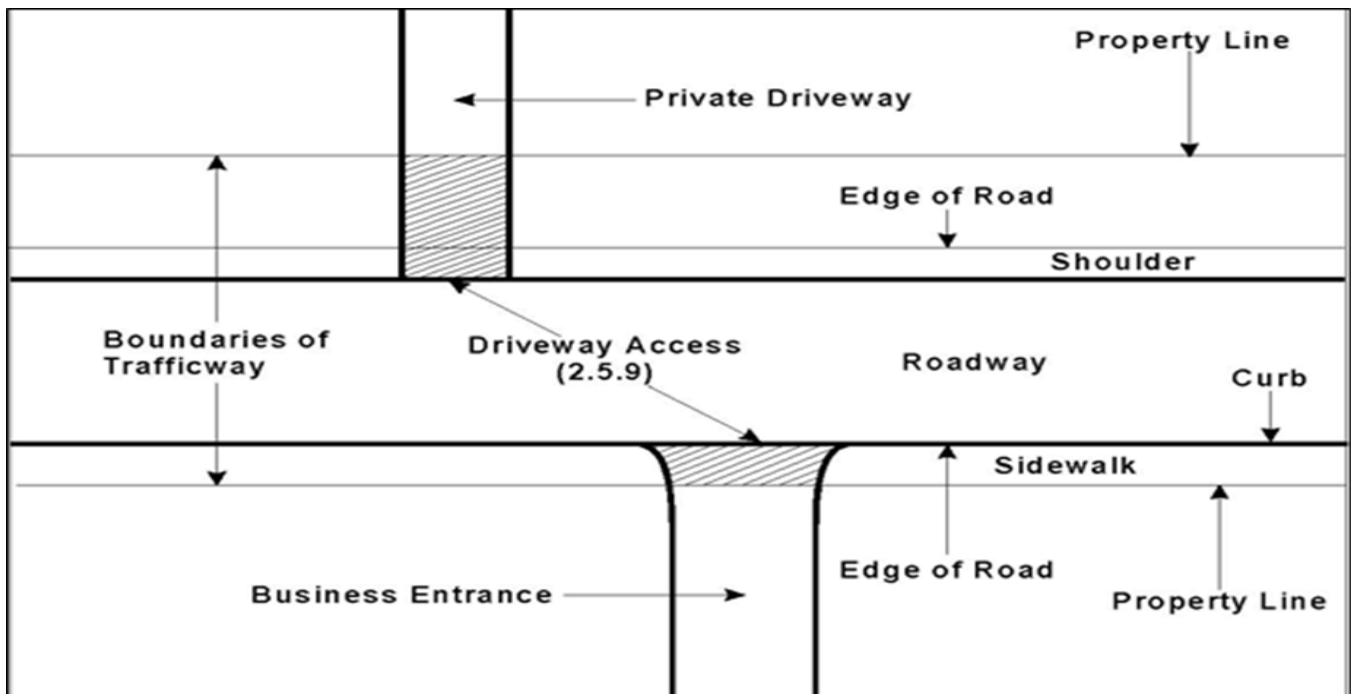 Property Line
Private Driveway
Edge of Road
Shoulder
Boundaries of
Trafficway
Driveway Access
(2.5.9)
Roadway
Curb
Sidewalk
Edge of Road
Business Entrance
Property Line